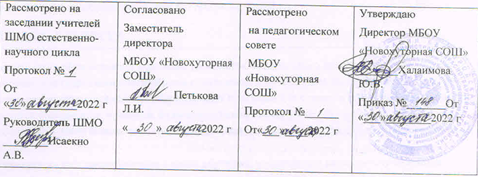 Рассмотрено на
заседании учителей
ШМО естественно-
научного цикла
Протокол № 1
От
«30» августа 2022 г
Руководитель ШМО
Исаекно
А.В.
Согласовано
Заместитель
директора
МБОУ «Новохуторная
СОШ»
Петькова
Л.И.
« 30 » августа 2022 г
Рассмотрено
на педагогическом
совете
МБОУ
«Новохуторная
СОШ»
Протокол № 1
От« 30 августа 2022 г
Утверждаю
Директор МБОУ
«Новохуторная СОШ»
Халаимова
Ю.В.
Приказ № 148 От
«30 » августа 2022 г